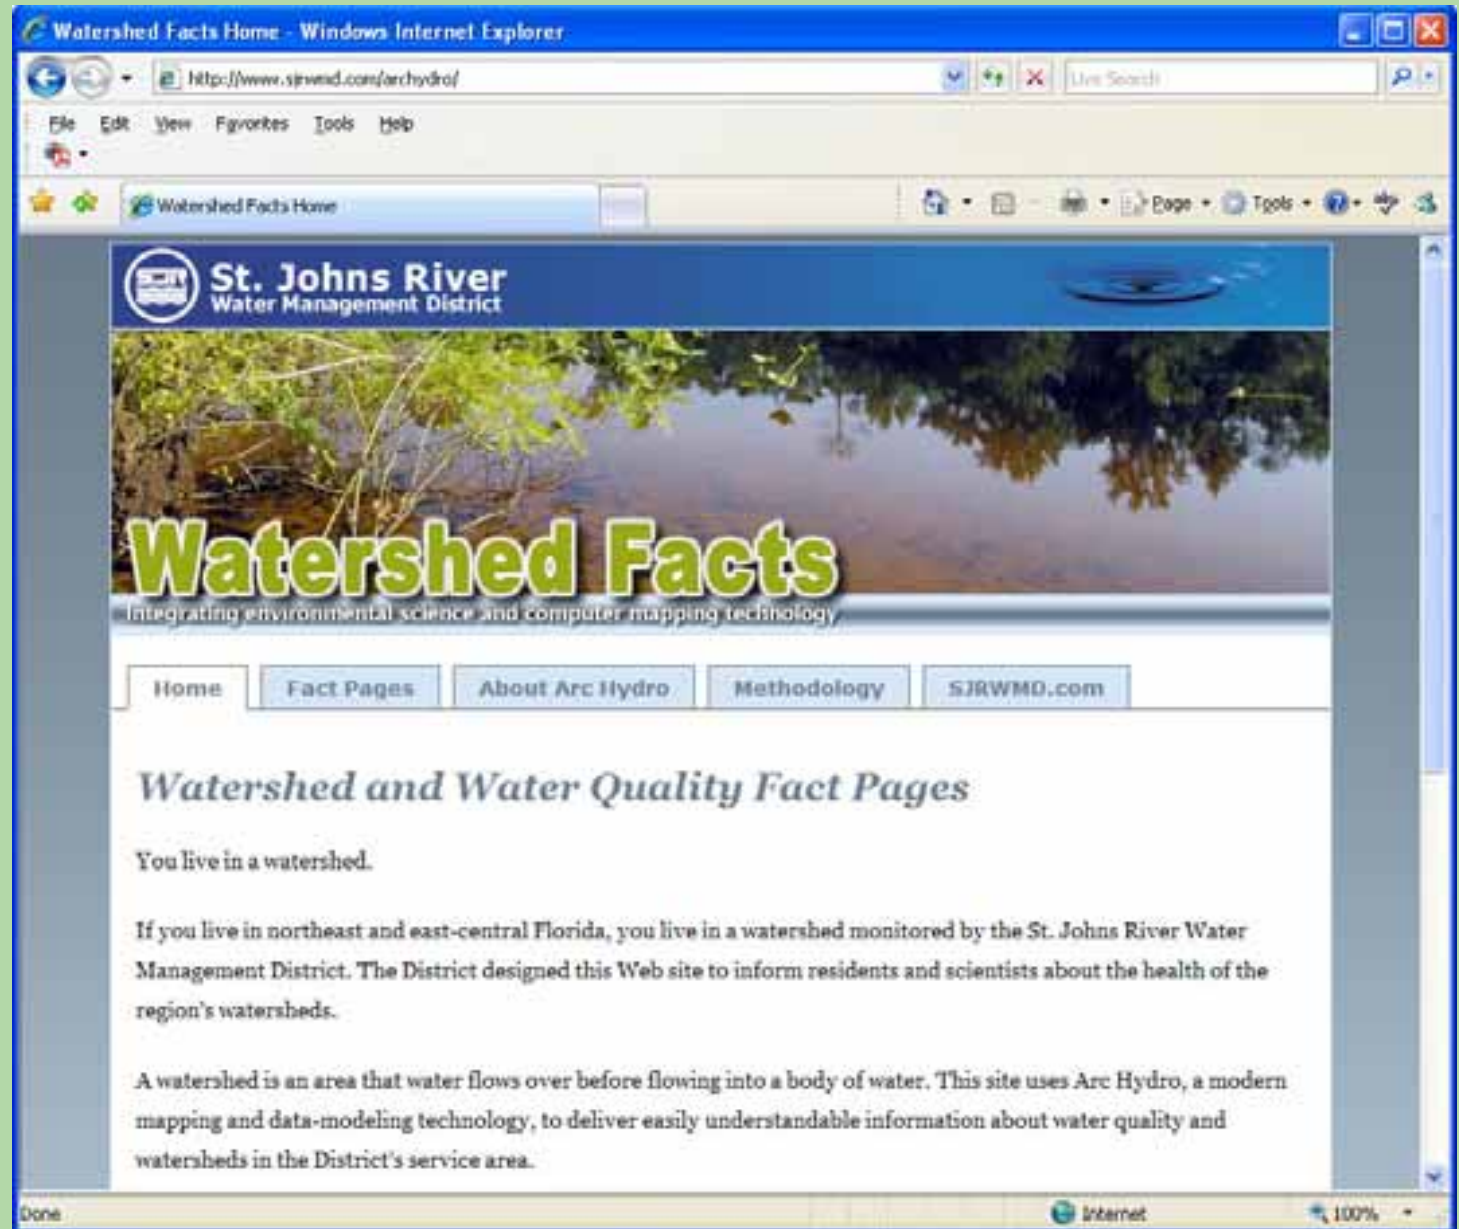 Watershed Facts Home - Windows Internet Explorer
http://www.sjrwmd.com/archydro/
Live Search
File Edit View Favorites Tools Help
Watershed Facts Home
Page Tools
St. Johns River
Water Management District
Watershed Facts
Integrating environmental science and computer mapping technology
Home Fact Pages About Arc Hydro Methodology SJRWMD.com
Watershed and Water Quality Fact Pages
You live in a watershed.
If you live in northeast and east-central Florida, you live in a watershed monitored by the St. Johns River Water
Management District. The District designed this Web site to inform residents and scientists about the health of the
region's watersheds.
A watershed is an area that water flows over before flowing into a body of water. This site uses Arc Hydro, a modern
mapping and data-modeling technology, to deliver easily understandable information about water quality and
watersheds in the District's service area.
Done Internet 100%